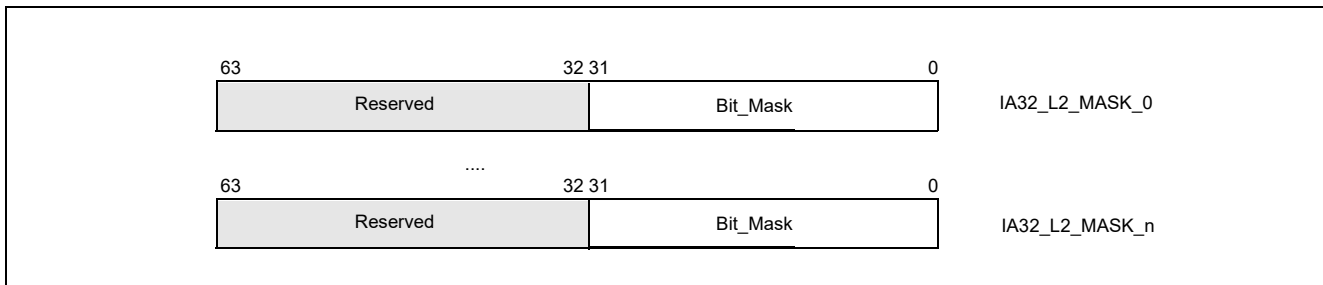 63 32 31 0
Reserved Bit_Mask IA32_L2_MASK_0
....
63 32 31 0
Reserved Bit_Mask IA32_L2_MASK_n